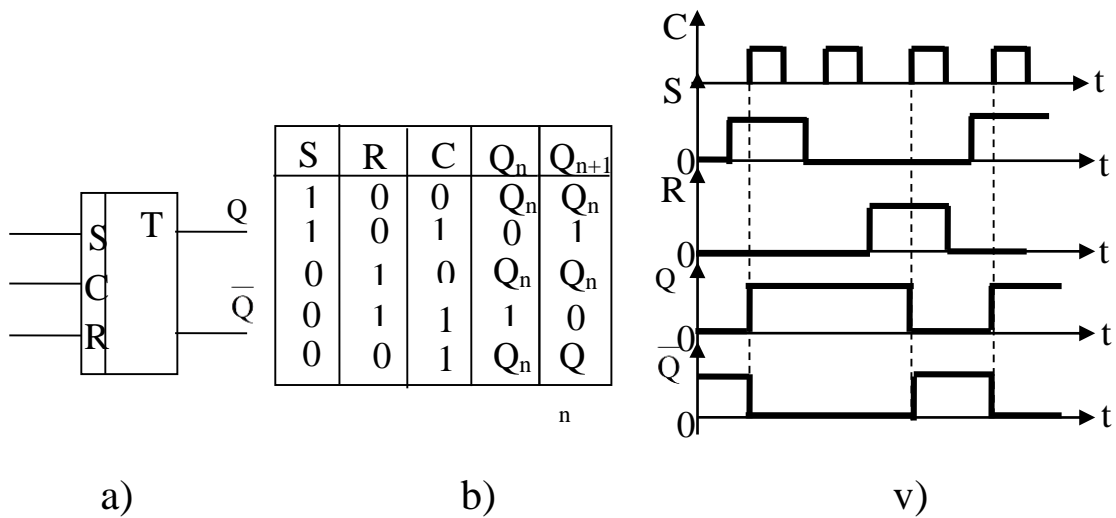 Q
S T
C
R
Q̅
a)
S R C Qₙ Qₙ₊₁
1 0 0 Qₙ Qₙ
1 0 1 0 1
0 1 0 Qₙ Qₙ
0 1 1 1 0
0 0 1 Qₙ Q
n
b)
C
t
S
0 t
R
0 t
Q
0 t
Q̅
0 t
v)